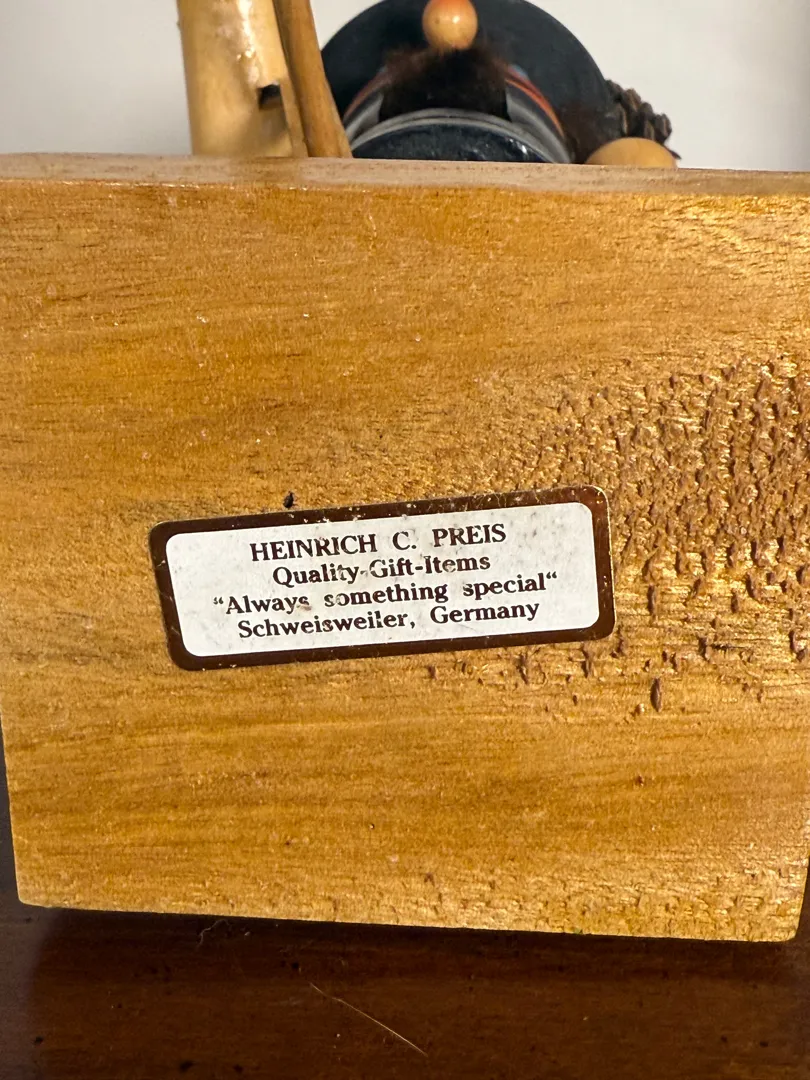 HEINRICH C. PREIS
Quality-Gift-Items
“Always something special“
Schweisweiler, Germany